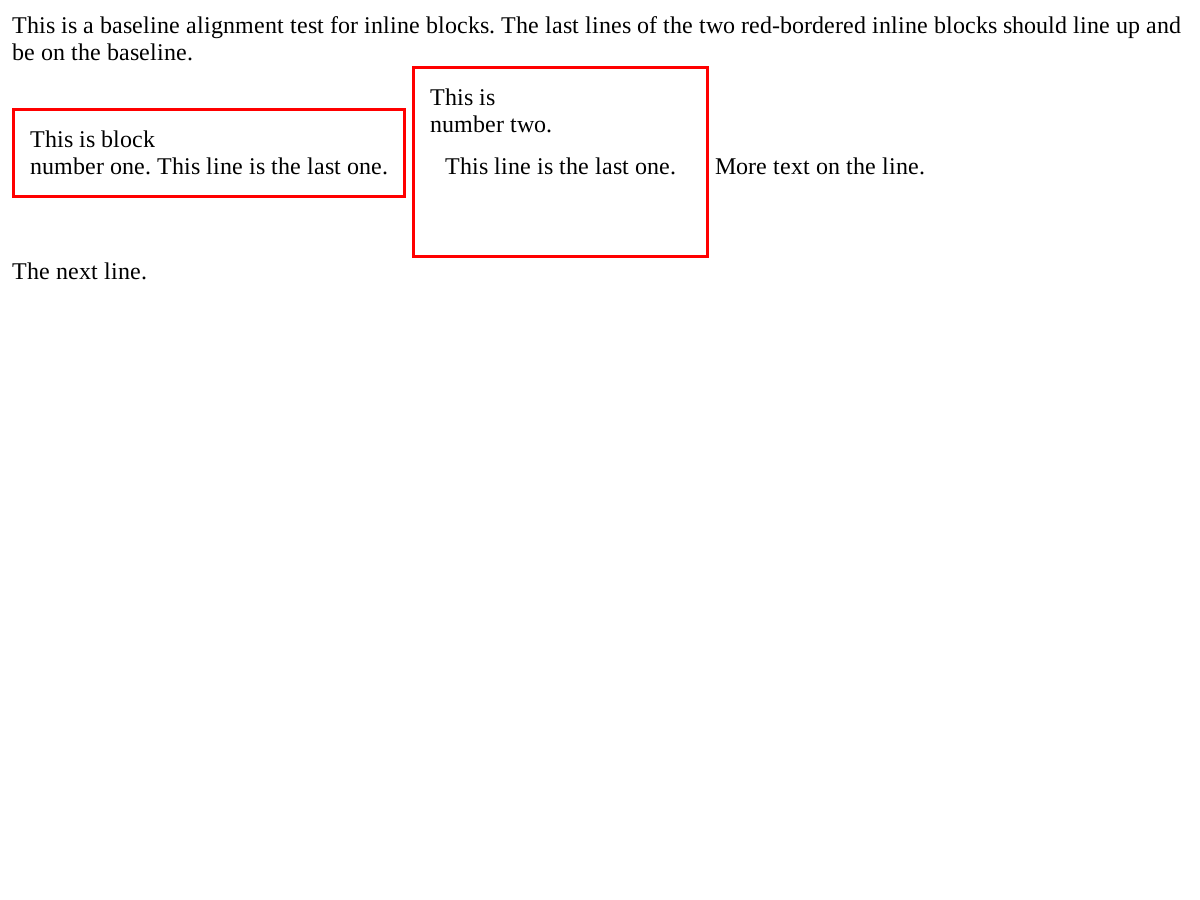 This is a baseline alignment test for inline blocks. The last lines of the two red-bordered inline blocks should line up and
be on the baseline.
This is block
number one. This line is the last one.
This is
number two.
This line is the last one.
More text on the line.
The next line.